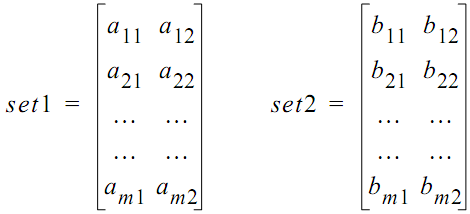 a11 a12 b11 b12
a21 a22 b21 b22
set1 = ... ... set2 = ... ...
... ... ... ...
am1 am2 bm1 bm2